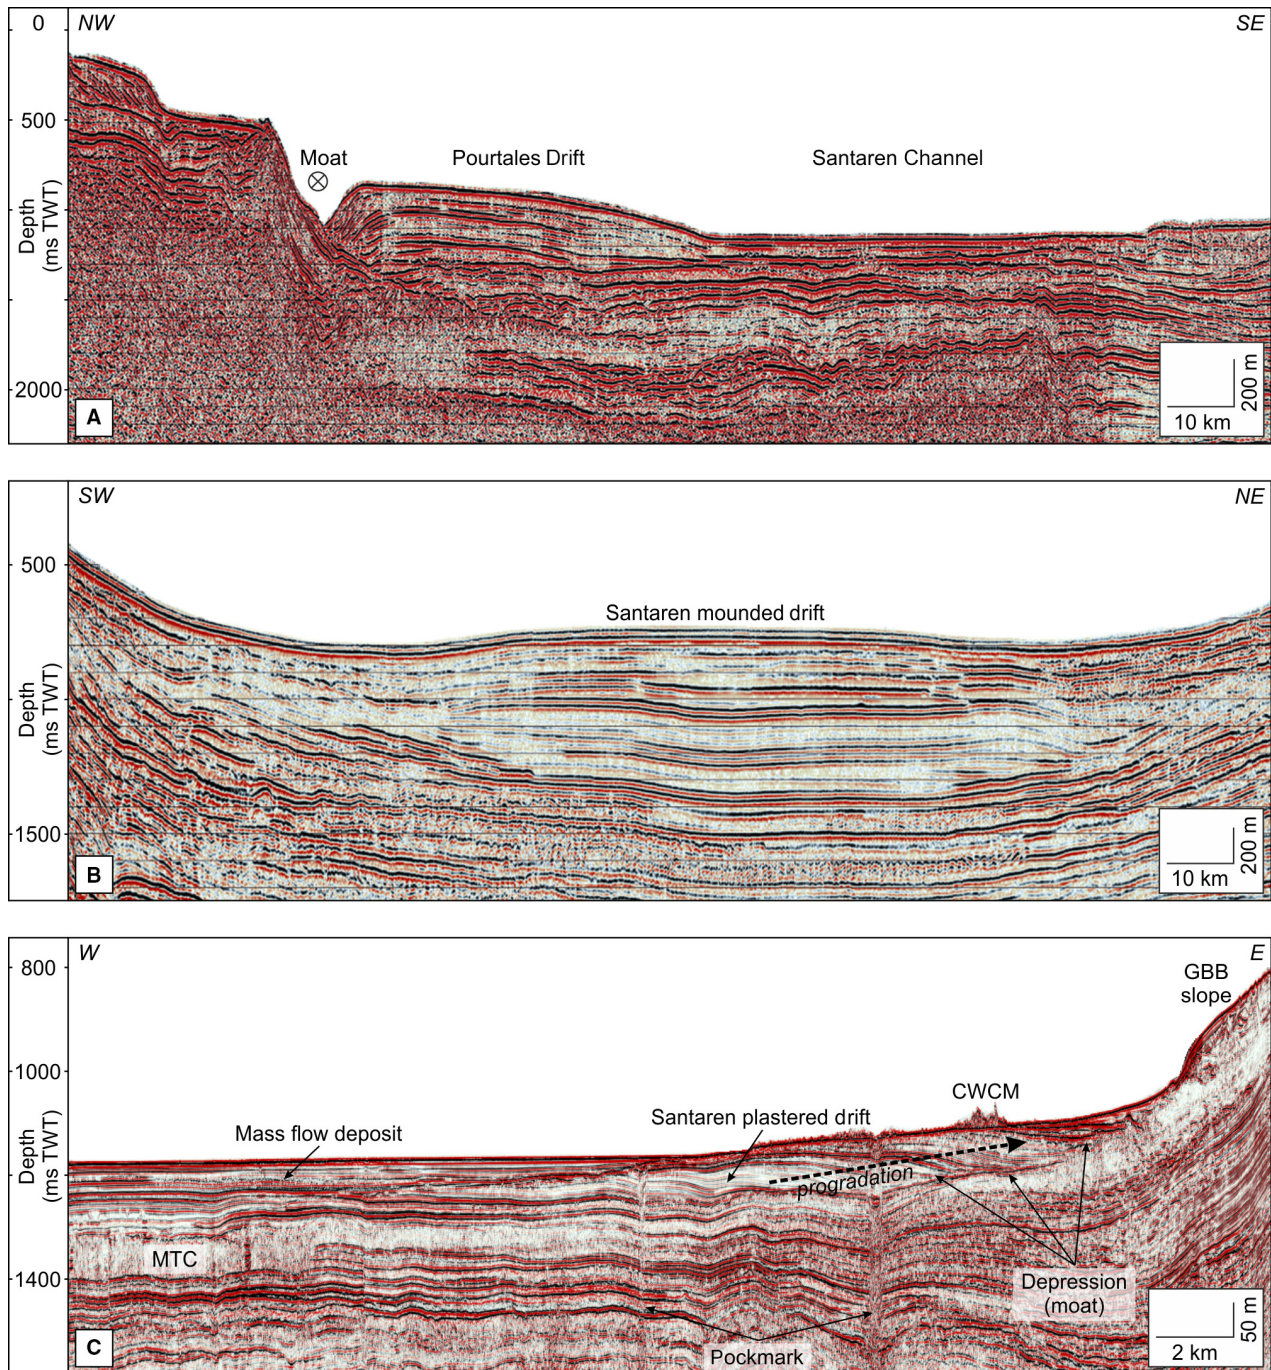 0
NW
SE
500
Moat
Pourtales Drift
Santaren Channel
Depth
(ms TWT)
2000
A
200 m
10 km
SW
NE
500
Santaren mounded drift
Depth
(ms TWT)
1500
B
200 m
10 km
W
E
800
GBB
slope
1000
CWCM
Santaren plastered drift
Mass flow deposit
Depth
(ms TWT)
progradation
MTC
1400
Depression
(moat)
Pockmark
C
50 m
2 km